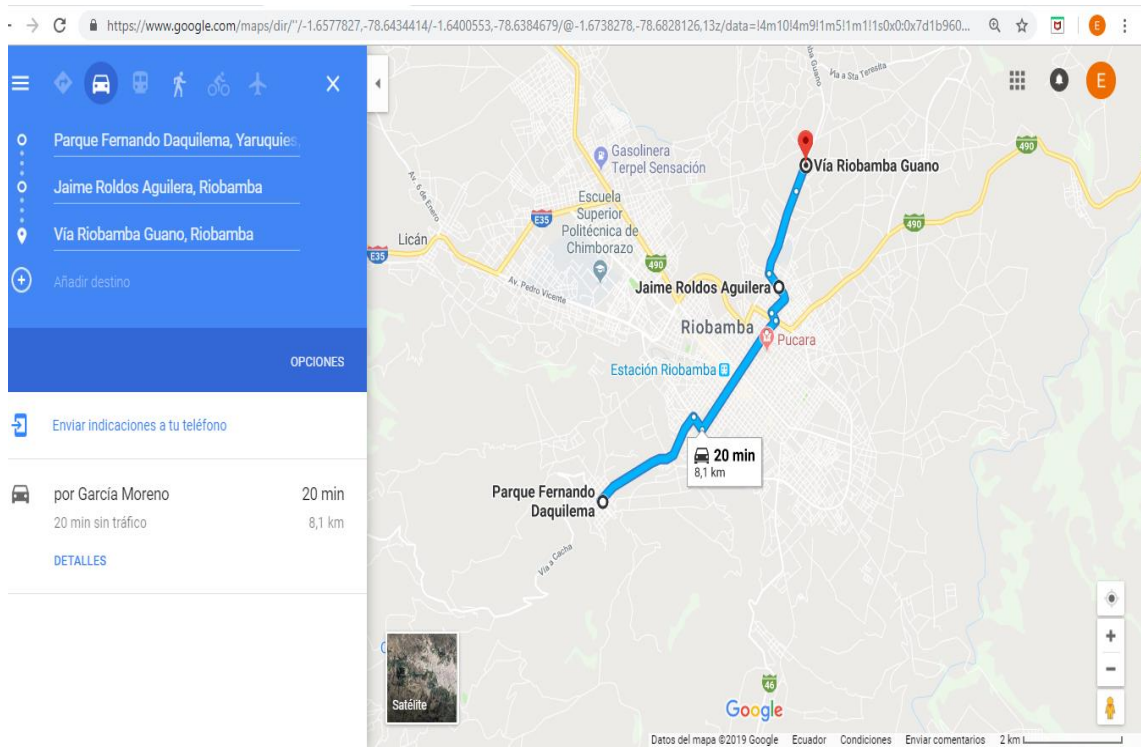 https://www.google.com/maps/dir/''/-1.6577827,-78.6434414/-1.6400553,-78.6384679/@-1.6738278,-78.6828126,13z/data=!4m10!4m9!1m5!1m1!1s0x0:0x7d1b960...
E
Parque Fernando Daquilema, Yaruquies,
Jaime Roldos Aguilera, Riobamba
Vía Riobamba Guano, Riobamba
Añadir destino
OPCIONES
Enviar indicaciones a tu teléfono
por García Moreno
20 min
20 min sin tráfico
8,1 km
DETALLES
Vía a Sta Teresita
E
490
Gasolinera
Terpel Sensación
Vía Riobamba Guano
Av. 6 de Enero
Escuela
Superior
Politécnica de
Chimborazo
E35
490
Licán
E35
490
Av. Pedro Vicente
Jaime Roldos Aguilera
Riobamba
Pucara
Estación Riobamba
20 min
8,1 km
Parque Fernando
Daquilema
Vía a Cacha
Satélite
46
Google
Datos del mapa ©2019 Google
Ecuador
Condiciones
Enviar comentarios
2 km